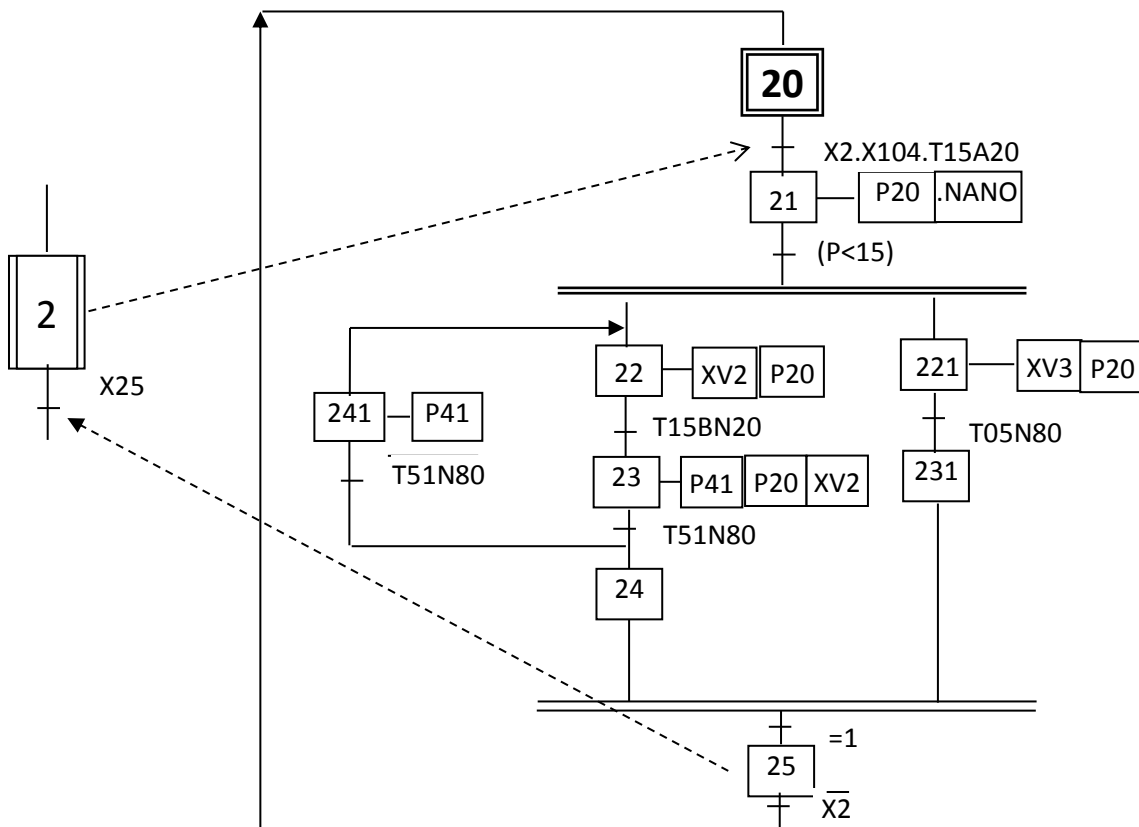 20
X2.X104.T15A20
21 P20 .NANO
(P<15)
2
X25
22 XV2 P20
221 XV3 P20
241 P41
T15BN20
T05N80
T51N80
23 P41 P20 XV2
231
T51N80
24
=1
25
X2